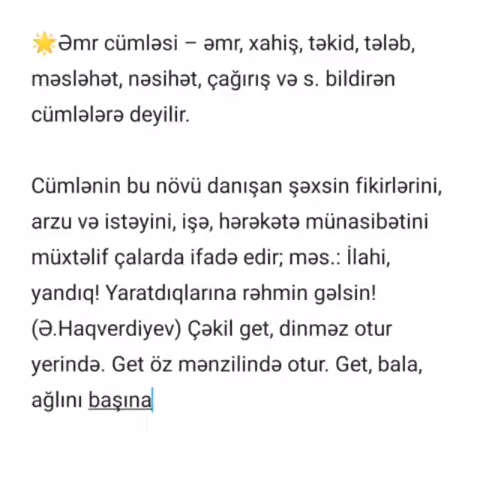 🌟Əmr cümləsi – əmr, xahiş, təkid, tələb,
məsləhət, nəsihət, çağırış və s. bildirən
cümlələrə deyilir.
Cümlənin bu növü danışan şəxsin fikirlərini,
arzu və istəyini, işə, hərəkətə münasibətini
müxtəlif çalarda ifadə edir; məs.: İlahi,
yandıq! Yaratdıqlarına rəhmin gəlsin!
(Ə.Haqverdiyev) Çəkil get, dinməz otur
yerində. Get öz mənzilində otur. Get, bala,
ağlını başına